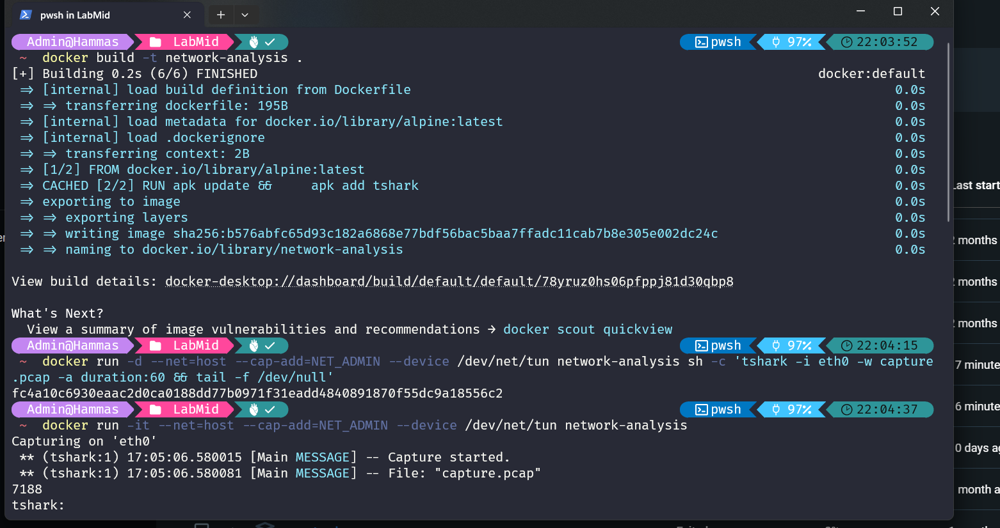 pwsh in LabMid
Admin@Hammas LabMid pwsh 97% 22:03:52
~ docker build -t network-analysis .
[+] Building 0.2s (6/6) FINISHED docker:default
=> [internal] load build definition from Dockerfile 0.0s
=> => transferring dockerfile: 195B 0.0s
=> [internal] load metadata for docker.io/library/alpine:latest 0.0s
=> [internal] load .dockerignore 0.0s
=> => transferring context: 2B 0.0s
=> [1/2] FROM docker.io/library/alpine:latest 0.0s
=> CACHED [2/2] RUN apk update && apk add tshark 0.0s
=> exporting to image 0.0s
=> => exporting layers 0.0s
=> => writing image sha256:b576abfc65d93c182a6868e77bdf56bac5baa7ffadc11cab7b8e305e002dc24c 0.0s
=> => naming to docker.io/library/network-analysis 0.0s
View build details: docker-desktop://dashboard/build/default/default/78yruz0hs06pfppj81d30qbp8
What's Next?
View a summary of image vulnerabilities and recommendations → docker scout quickview
Admin@Hammas LabMid pwsh 97% 22:04:15
~ docker run -d --net=host --cap-add=NET_ADMIN --device /dev/net/tun network-analysis sh -c 'tshark -i eth0 -w capture
.pcap -a duration:60 && tail -f /dev/null'
fc4a10c6930eaac2d0ca0188dd77b0971f31eadd4840891870f55dc9a18556c2
Admin@Hammas LabMid pwsh 97% 22:04:37
~ docker run -it --net=host --cap-add=NET_ADMIN --device /dev/net/tun network-analysis
Capturing on 'eth0'
** (tshark:1) 17:05:06.580015 [Main MESSAGE] -- Capture started.
** (tshark:1) 17:05:06.580081 [Main MESSAGE] -- File: "capture.pcap"
7188
tshark:
Last start
2 months
2 months
2 months
7 minute
6 minute
0 days ag
month a